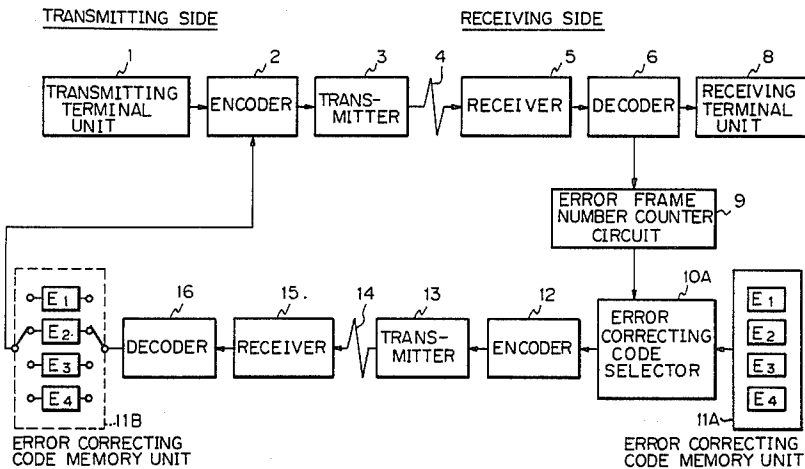 TRANSMITTING SIDE
RECEIVING SIDE
1
2
3
4
5
6
8
TRANSMITTING
TERMINAL
UNIT
ENCODER
TRANS-
MITTER
RECEIVER
DECODER
RECEIVING
TERMINAL
UNIT
ERROR FRAME
NUMBER COUNTER
CIRCUIT
9
10A
16
15.
14
13
12
E1
E2.
E3
E4
DECODER
RECEIVER
TRANS-
MITTER
ENCODER
ERROR
CORRECTING
CODE
SELECTOR
E1
E2
E3
E4
11B
11A
ERROR CORRECTING
CODE MEMORY UNIT
ERROR CORRECTING
CODE MEMORY UNIT